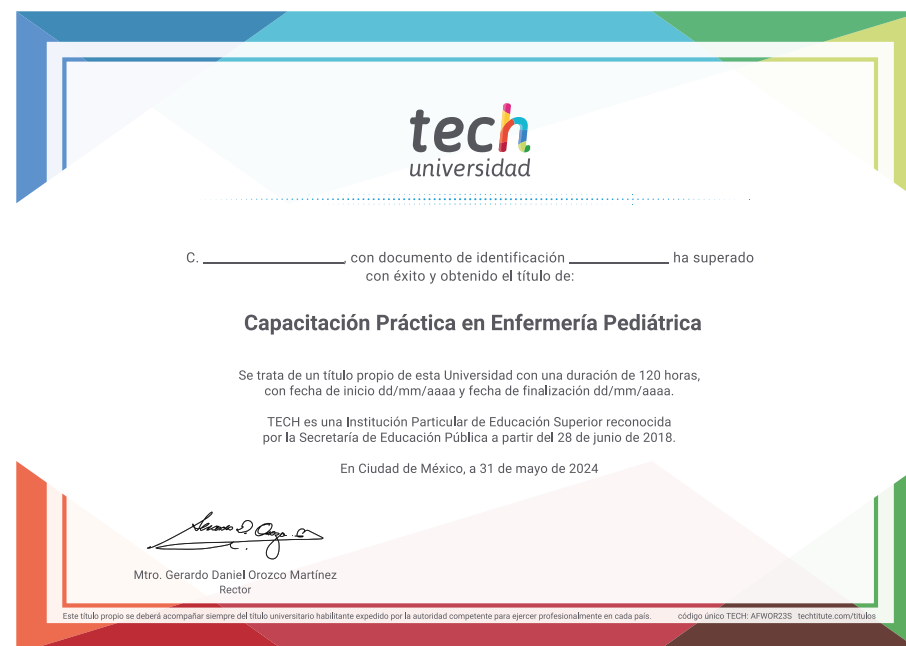 tech
universidad
C. ____________________, con documento de identificación ______________ ha superado
con éxito y obtenido el título de:
Capacitación Práctica en Enfermería Pediátrica
Se trata de un título propio de esta Universidad con una duración de 120 horas,
con fecha de inicio dd/mm/aaaa y fecha de finalización dd/mm/aaaa.
TECH es una Institución Particular de Educación Superior reconocida
por la Secretaría de Educación Pública a partir del 28 de junio de 2018.
En Ciudad de México, a 31 de mayo de 2024
Mtro. Gerardo Daniel Orozco Martínez
Rector
Este título propio se deberá acompañar siempre del título universitario habilitante expedido por la autoridad competente para ejercer profesionalmente en cada país. código único TECH: AFWOR23S techtitute.com/titulos